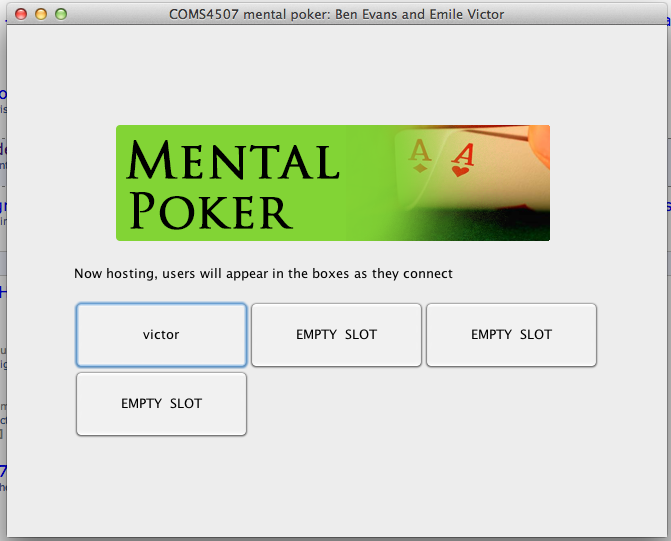 COMS4507 mental poker: Ben Evans and Emile Victor
MENTAL
POKER
A A
Now hosting, users will appear in the boxes as they connect
victor
EMPTY SLOT
EMPTY SLOT
EMPTY SLOT